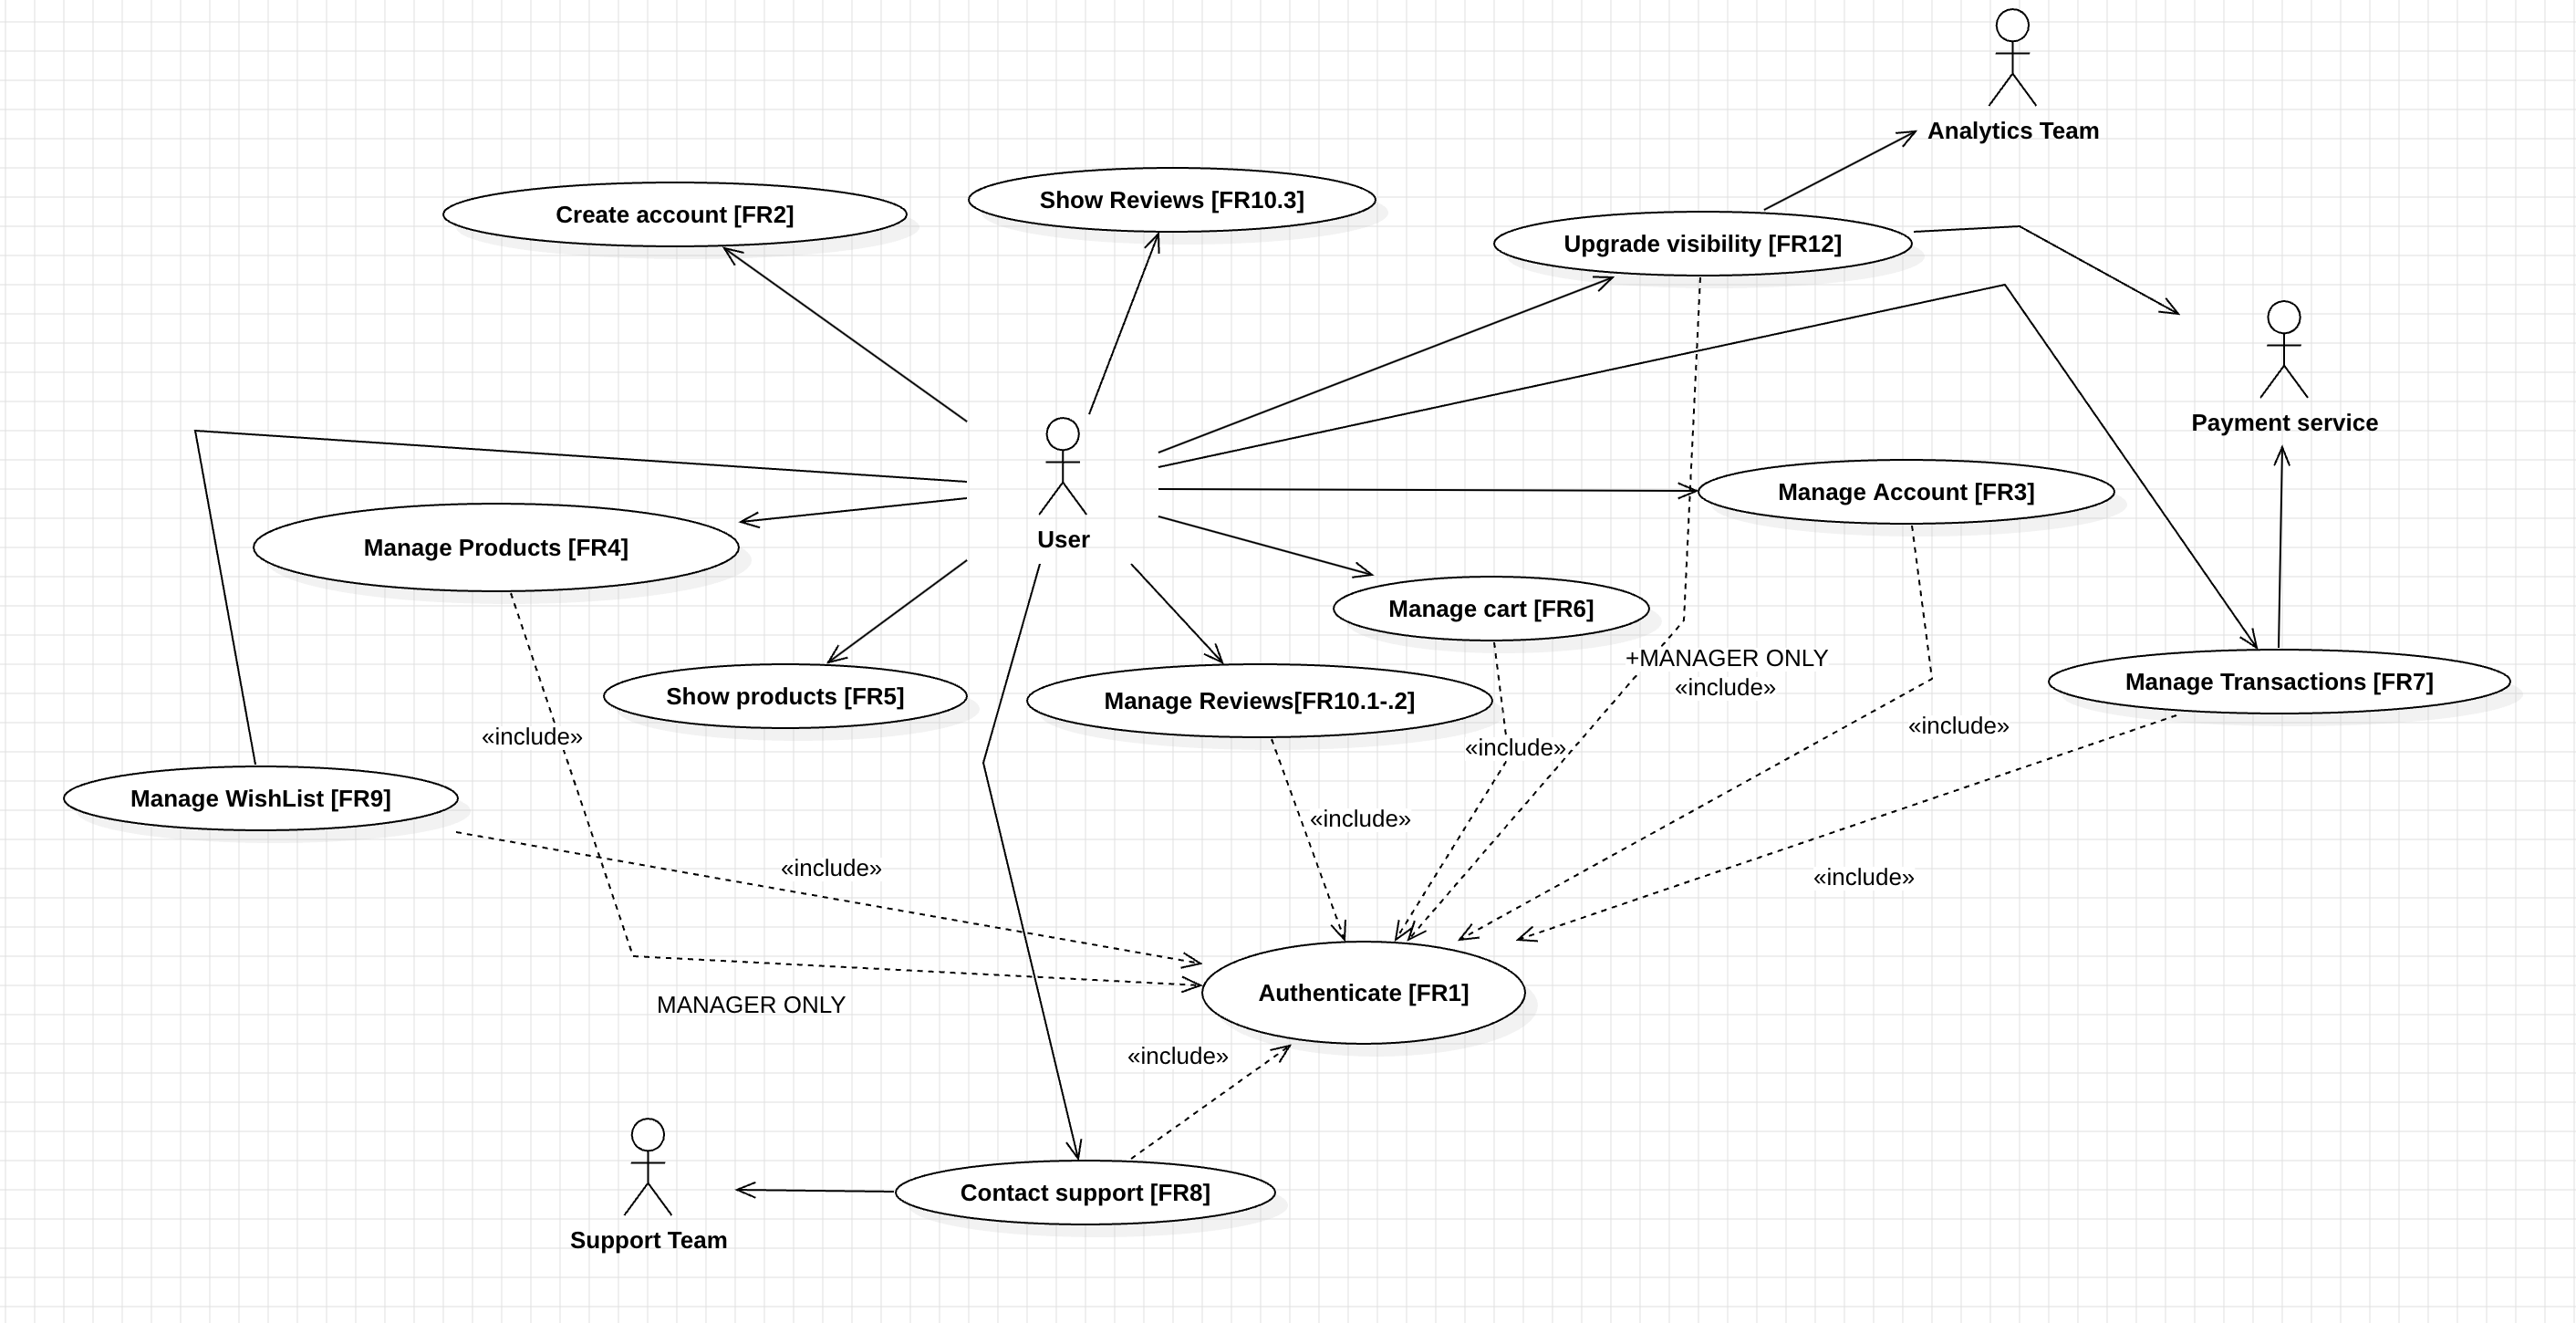 Analytics Team
Show Reviews [FR10.3]
Create account [FR2]
Upgrade visibility [FR12]
Payment service
Manage Account [FR3]
User
Manage Products [FR4]
Manage cart [FR6]
+MANAGER ONLY
«include»
Manage Transactions [FR7]
Show products [FR5]
Manage Reviews[FR10.1-.2]
«include»
«include»
«include»
Manage WishList [FR9]
«include»
«include»
«include»
Authenticate [FR1]
MANAGER ONLY
«include»
Contact support [FR8]
Support Team